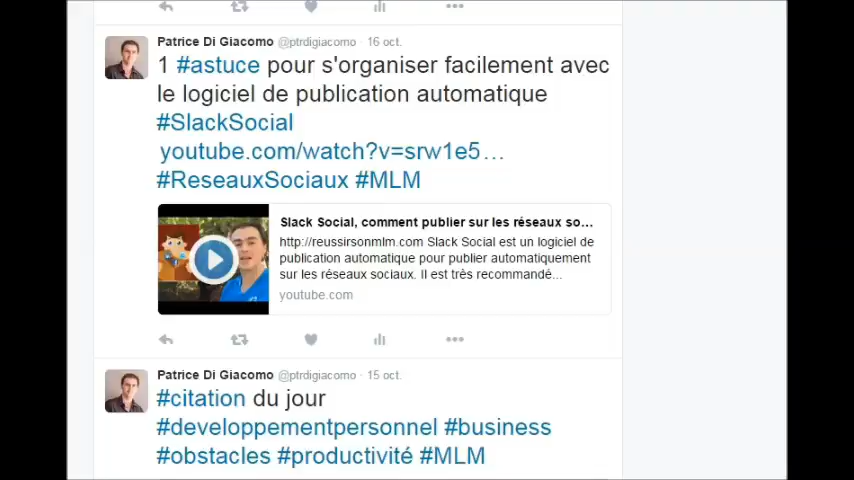 Patrice Di Giacomo @ptrdigiacomo · 16 oct.
1 #astuce pour s'organiser facilement avec
le logiciel de publication automatique
#SlackSocial
youtube.com/watch?v=srw1e5…
#ReseauxSociaux #MLM
Slack Social, comment publier sur les réseaux so...
http://reussirsonmlm.com Slack Social est un logiciel de
publication automatique pour publier automatiquement
sur les réseaux sociaux. Il est très recommandé...
youtube.com
Patrice Di Giacomo @ptrdigiacomo · 15 oct.
#citation du jour
#developpementpersonnel #business
#obstacles #productivité #MLM